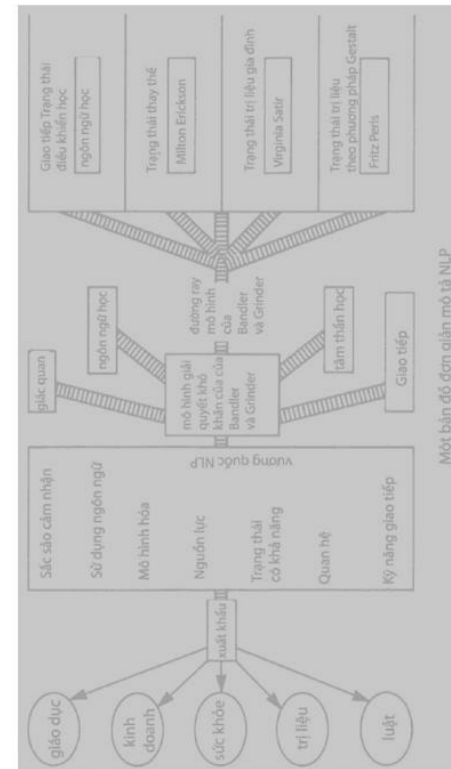 Giao tiếp Trạng thái
điều khiển học
ngôn ngữ học
Trạng thái thay thế
Milton Erickson
Trạng thái trị liệu gia đình
Virginia Satir
Trạng thái trị liệu
theo phương pháp Gestalt
Fritz Perls
đường ray
mô hình
của
Bandler
và Grinder
giác quan
ngôn ngữ học
tâm thần học
Giao tiếp
mô hình giải
quyết khó
khăn của của
Bandler
và Grinder
vương quốc NLP
Sắc sảo cảm nhận
Sử dụng ngôn ngữ
Mô hình hóa
Nguồn lực
Trạng thái
có khả năng
Quan hệ
Kỹ năng giao tiếp
xuất khẩu
giáo dục
kinh
doanh
sức khỏe
trị liệu
luật
Một bản đồ đơn giản mô tả NLP